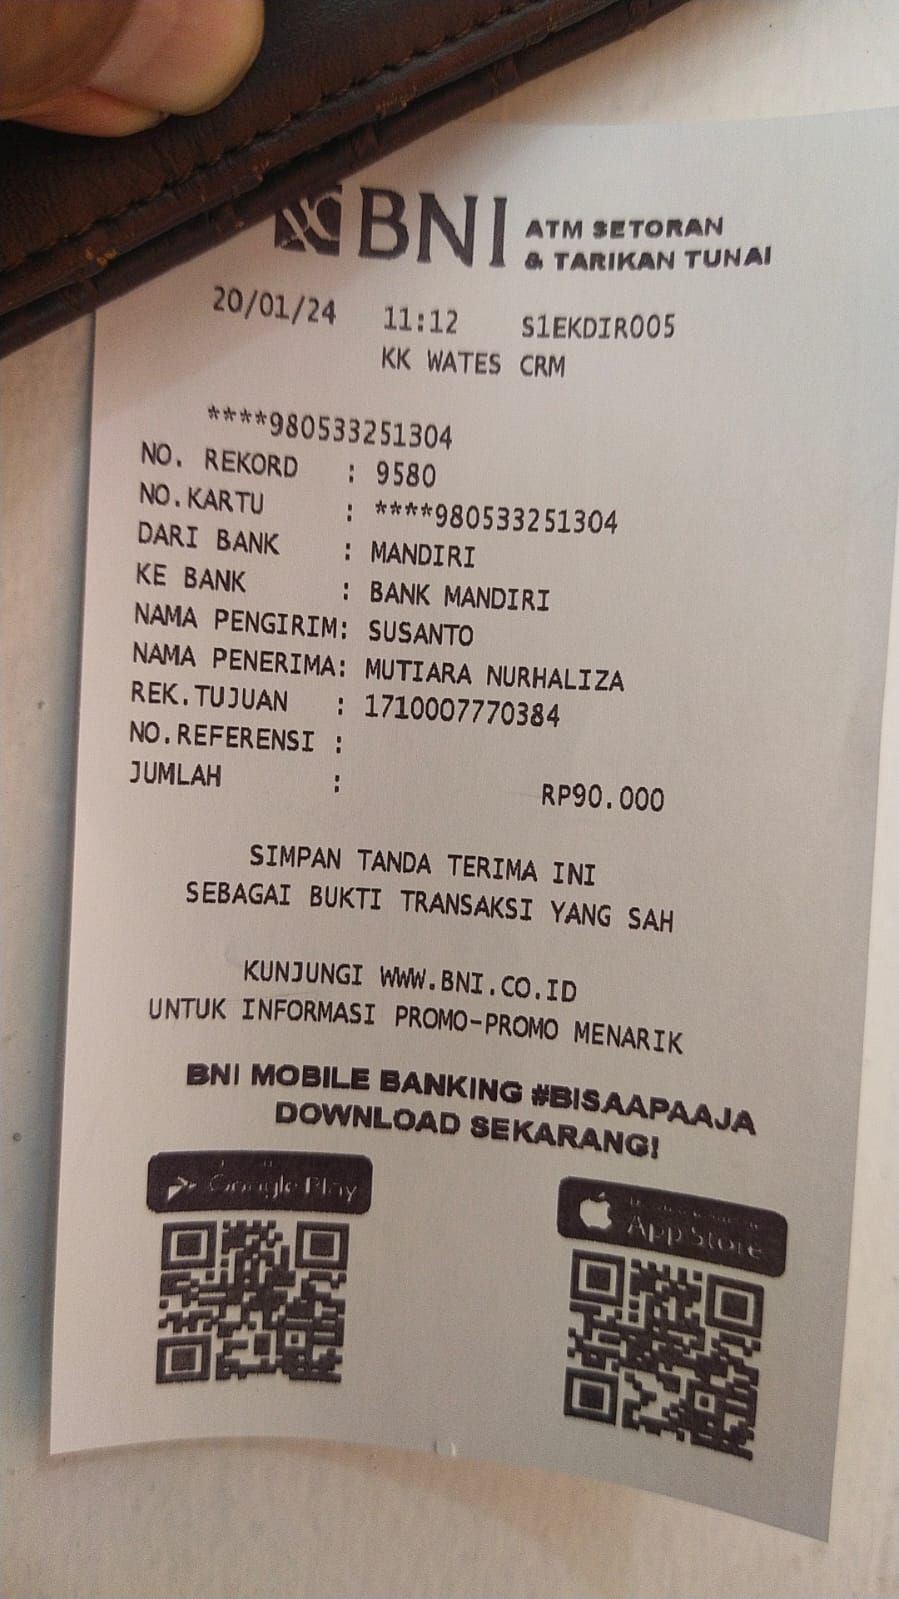 BNI ATM SETORAN
& TARIKAN TUNAI
20/01/24 11:12 S1EKDIR005
KK WATES CRM
****980533251304
NO. REKORD : 9580
NO.KARTU : ****980533251304
DARI BANK : MANDIRI
KE BANK : BANK MANDIRI
NAMA PENGIRIM: SUSANTO
NAMA PENERIMA: MUTIARA NURHALIZA
REK.TUJUAN : 1710007770384
NO.REFERENSI :
JUMLAH : RP90.000
SIMPAN TANDA TERIMA INI
SEBAGAI BUKTI TRANSAKSI YANG SAH
KUNJUNGI WWW.BNI.CO.ID
UNTUK INFORMASI PROMO-PROMO MENARIK
BNI MOBILE BANKING #BISAAPAAJA
DOWNLOAD SEKARANG!
Google Play
App Store